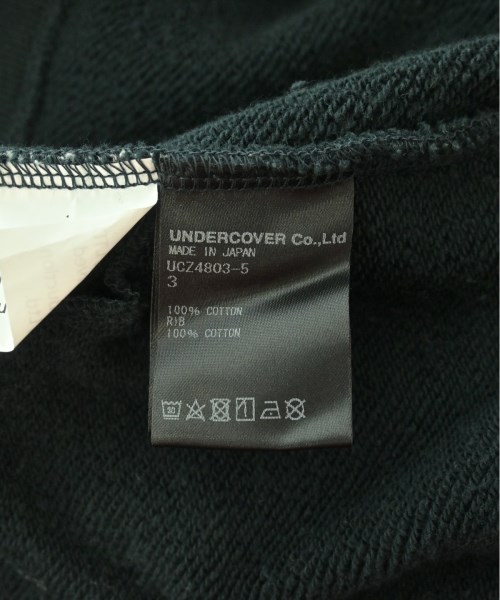 UNDERCOVER Co.,Ltd
MADE IN JAPAN
UCZ4803-5
3
100% COTTON
RIB
100% COTTON